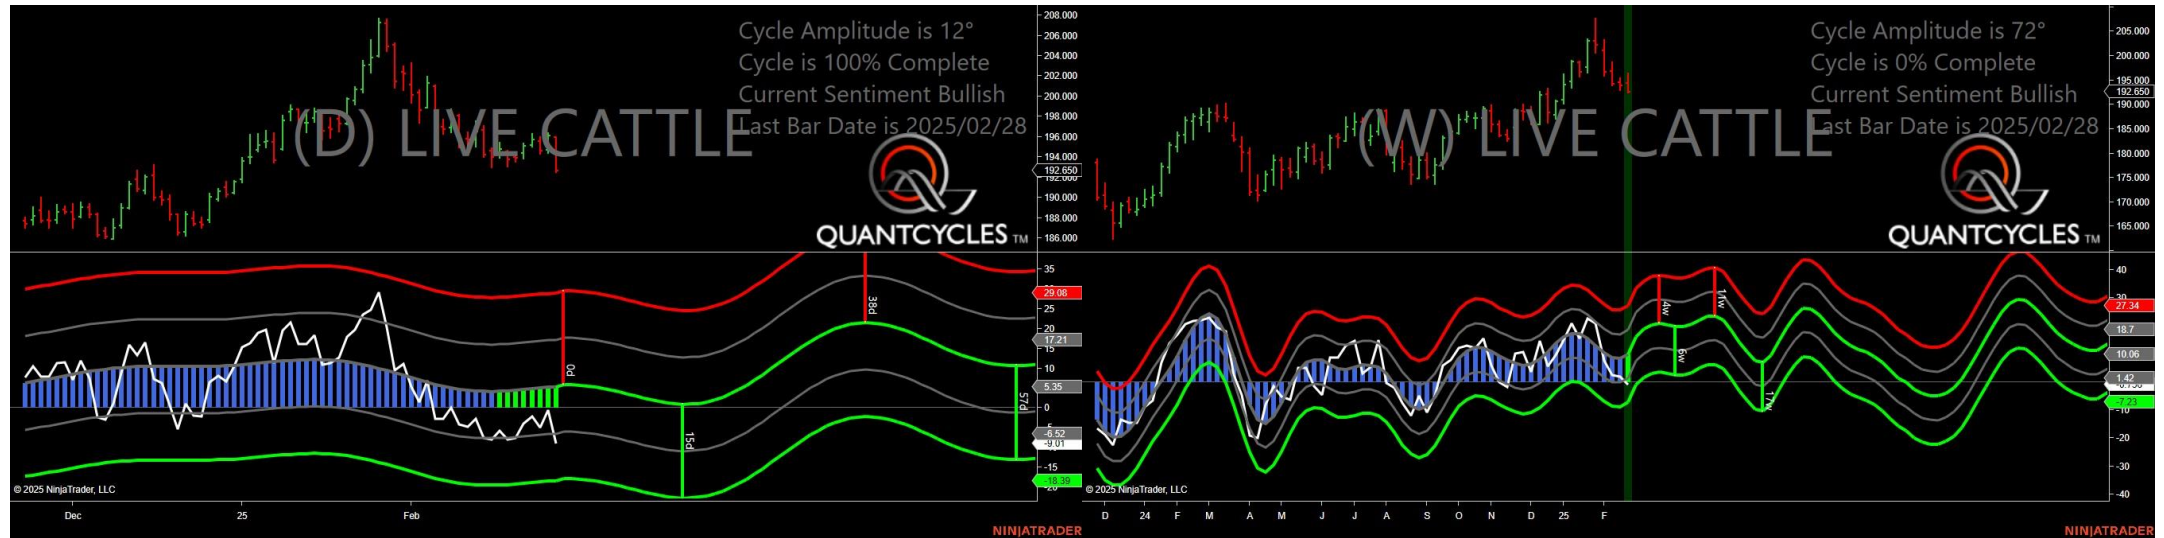 Cycle Amplitude is 12°
Cycle is 100% Complete
Current Sentiment Bullish
Last Bar Date is 2025/02/28
(D) LIVE CATTLE
QUANTCYCLES TM
208.000
206.000
204.000
202.000
200.000
198.000
196.000
194.000
192.650
192.000
190.000
188.000
186.000
35
29.08
25
20
17.21
15
10
5.35
0
-6.52
-9.01
-15
-18.39
0d
15d
38d
57d
© 2025 NinjaTrader, LLC
Dec
25
Feb
NINJATRADER
Cycle Amplitude is 72°
Cycle is 0% Complete
Current Sentiment Bullish
Last Bar Date is 2025/02/28
(W) LIVE CATTLE
QUANTCYCLES TM
205.000
200.000
195.000
192.650
190.000
185.000
180.000
175.000
170.000
165.000
40
30
27.34
18.7
10.06
1.42
-7.23
-10
-20
-30
-40
4w
6w
11w
17w
© 2025 NinjaTrader, LLC
D 24 F M A M J J A S O N D 25 F
NINJATRADER